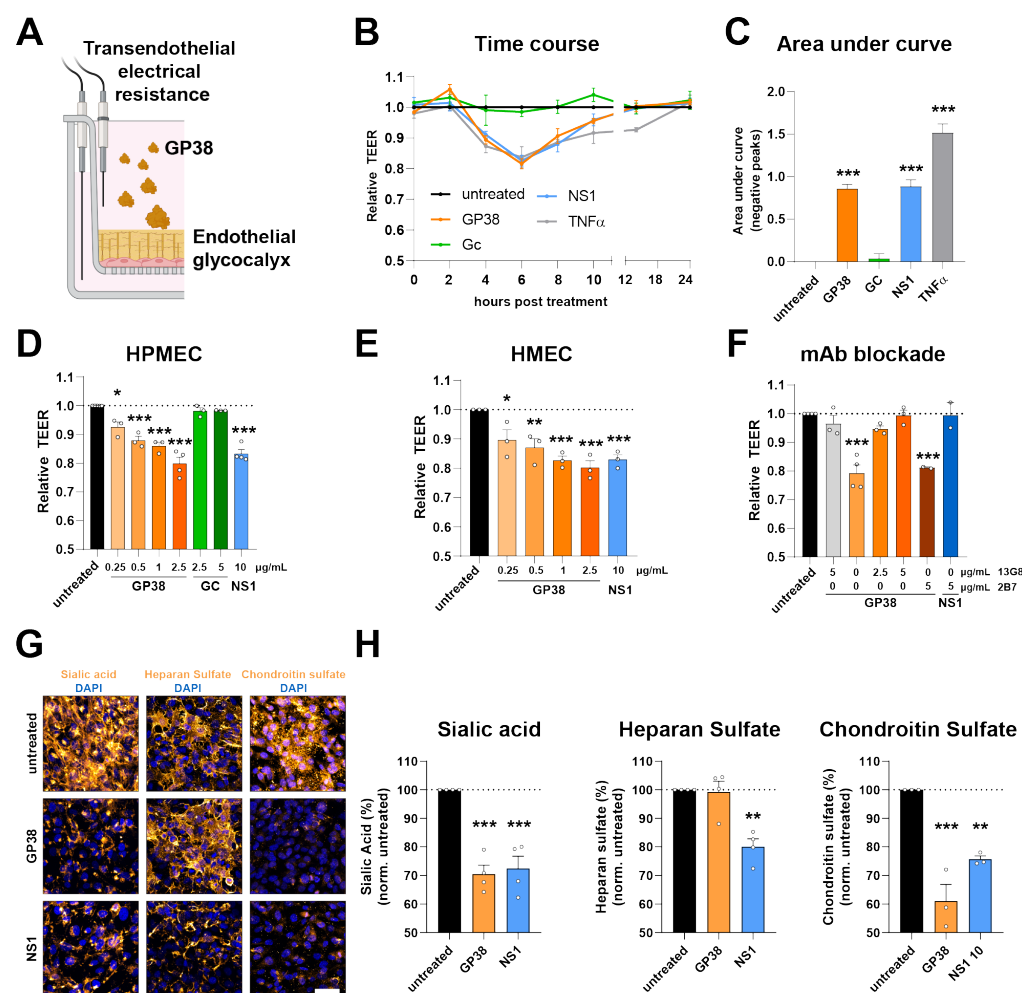 A
Transendothelial
electrical
resistance
GP38
Endothelial
glycocalyx
B
Time course
Relative TEER
1.1
1.0
0.9
0.8
0.7
0.6
0.5
untreated
GP38
Gc
NS1
TNFα
0 2 4 6 8 10 12 18 24
hours post treatment
C
Area under curve
Area under curve
(negative peaks)
2.0
1.5
1.0
0.5
0.0
*** *** ***
untreated GP38 GC NS1 TNFα
D
HPMEC
Relative TEER
1.1
1.0
0.9
0.8
0.7
0.6
0.5
* *** *** *** ***
untreated
0.25 0.5 1 2.5 2.5 5 10 µg/mL
GP38 GC NS1
E
HMEC
Relative TEER
1.1
1.0
0.9
0.8
0.7
0.6
0.5
* ** *** *** ***
untreated
0.25 0.5 1 2.5 10 µg/mL
GP38 NS1
F
mAb blockade
Relative TEER
1.1
1.0
0.9
0.8
0.7
0.6
0.5
*** ***
untreated
5 0 2.5 5 0 0 µg/mL 13G8
0 0 0 0 5 5 µg/mL 2B7
GP38 NS1
G
Sialic acid Heparan Sulfate Chondroitin sulfate
DAPI DAPI DAPI
untreated
GP38
NS1
H
Sialic acid
Sialic Acid (%)
(norm. untreated)
110
100
90
80
70
60
50
*** ***
untreated GP38 NS1
Heparan Sulfate
Heparan sulfate (%)
(norm. untreated)
110
100
90
80
70
60
50
**
untreated GP38 NS1
Chondroitin Sulfate
Chondroitin sulfate (%)
(norm. untreated)
110
100
90
80
70
60
50
*** **
untreated GP38 NS1 10